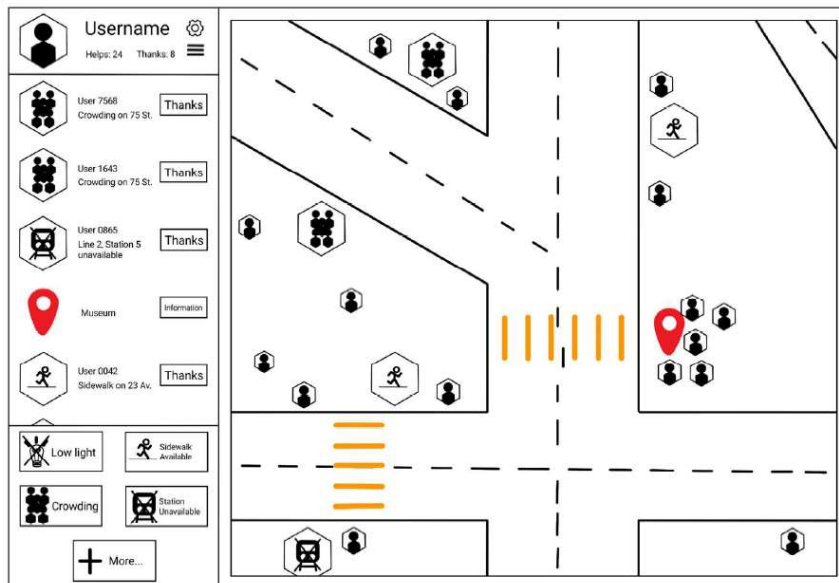 Username
Helps: 24 Thanks: 8
User 7568
Crowding on 75 St.
Thanks
User 1643
Crowding on 75 St.
Thanks
User 0865
Line 2, Station 5
unavailable
Thanks
Museum
Information
User 0042
Sidewalk on 23 Av.
Thanks
Low light
Sidewalk
Available
Crowding
Station
Unavailable
More...